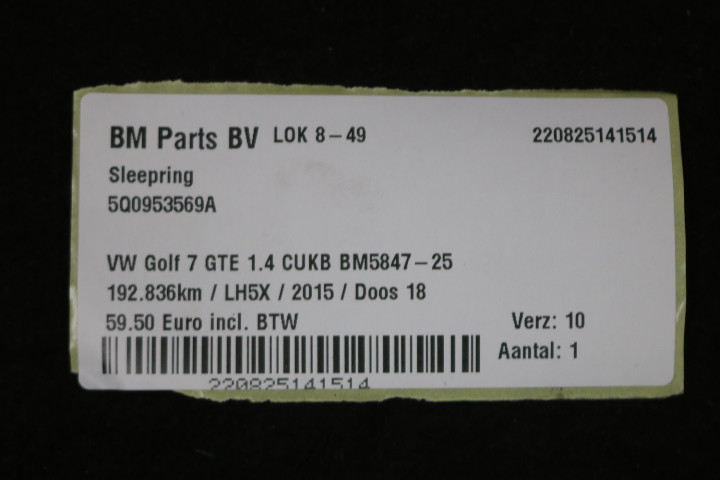 BM Parts BV LOK 8-49 220825141514
Sleepring
5Q0953569A
VW Golf 7 GTE 1.4 CUKB BM5847-25
192.836km / LH5X / 2015 / Doos 18
59.50 Euro incl. BTW Verz: 10
Aantal: 1
220825141514